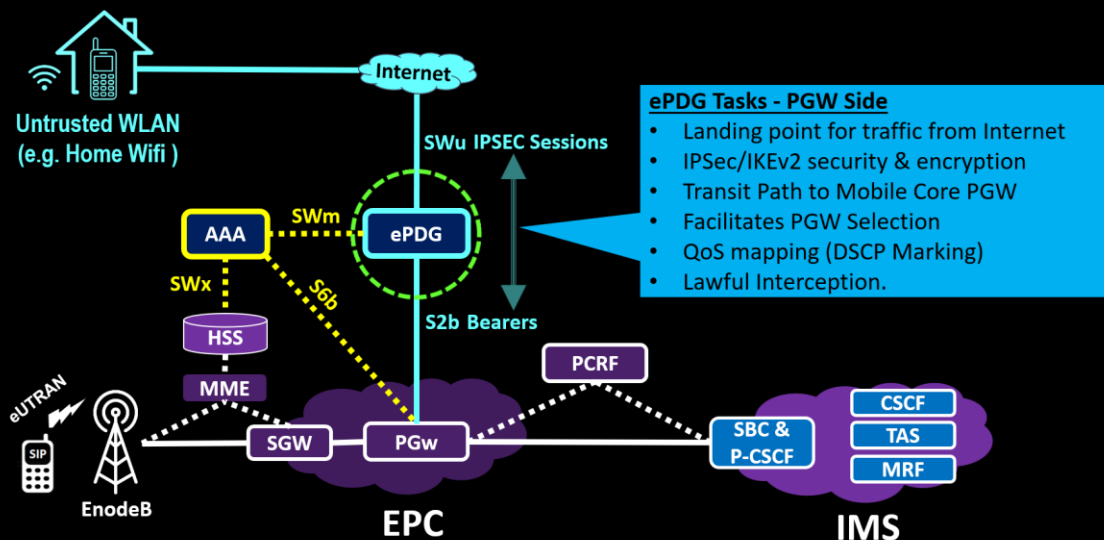 Internet
Untrusted WLAN
(e.g. Home Wifi )
ePDG Tasks - PGW Side
• Landing point for traffic from Internet
• IPSec/IKEv2 security & encryption
• Transit Path to Mobile Core PGW
• Facilitates PGW Selection
• QoS mapping (DSCP Marking)
• Lawful Interception.
SWu IPSEC Sessions
SWm
AAA
ePDG
SWx
S6b
S2b Bearers
HSS
MME
PCRF
eUTRAN
SIP
EnodeB
SGW
PGw
SBC &
P-CSCF
CSCF
TAS
MRF
EPC
IMS